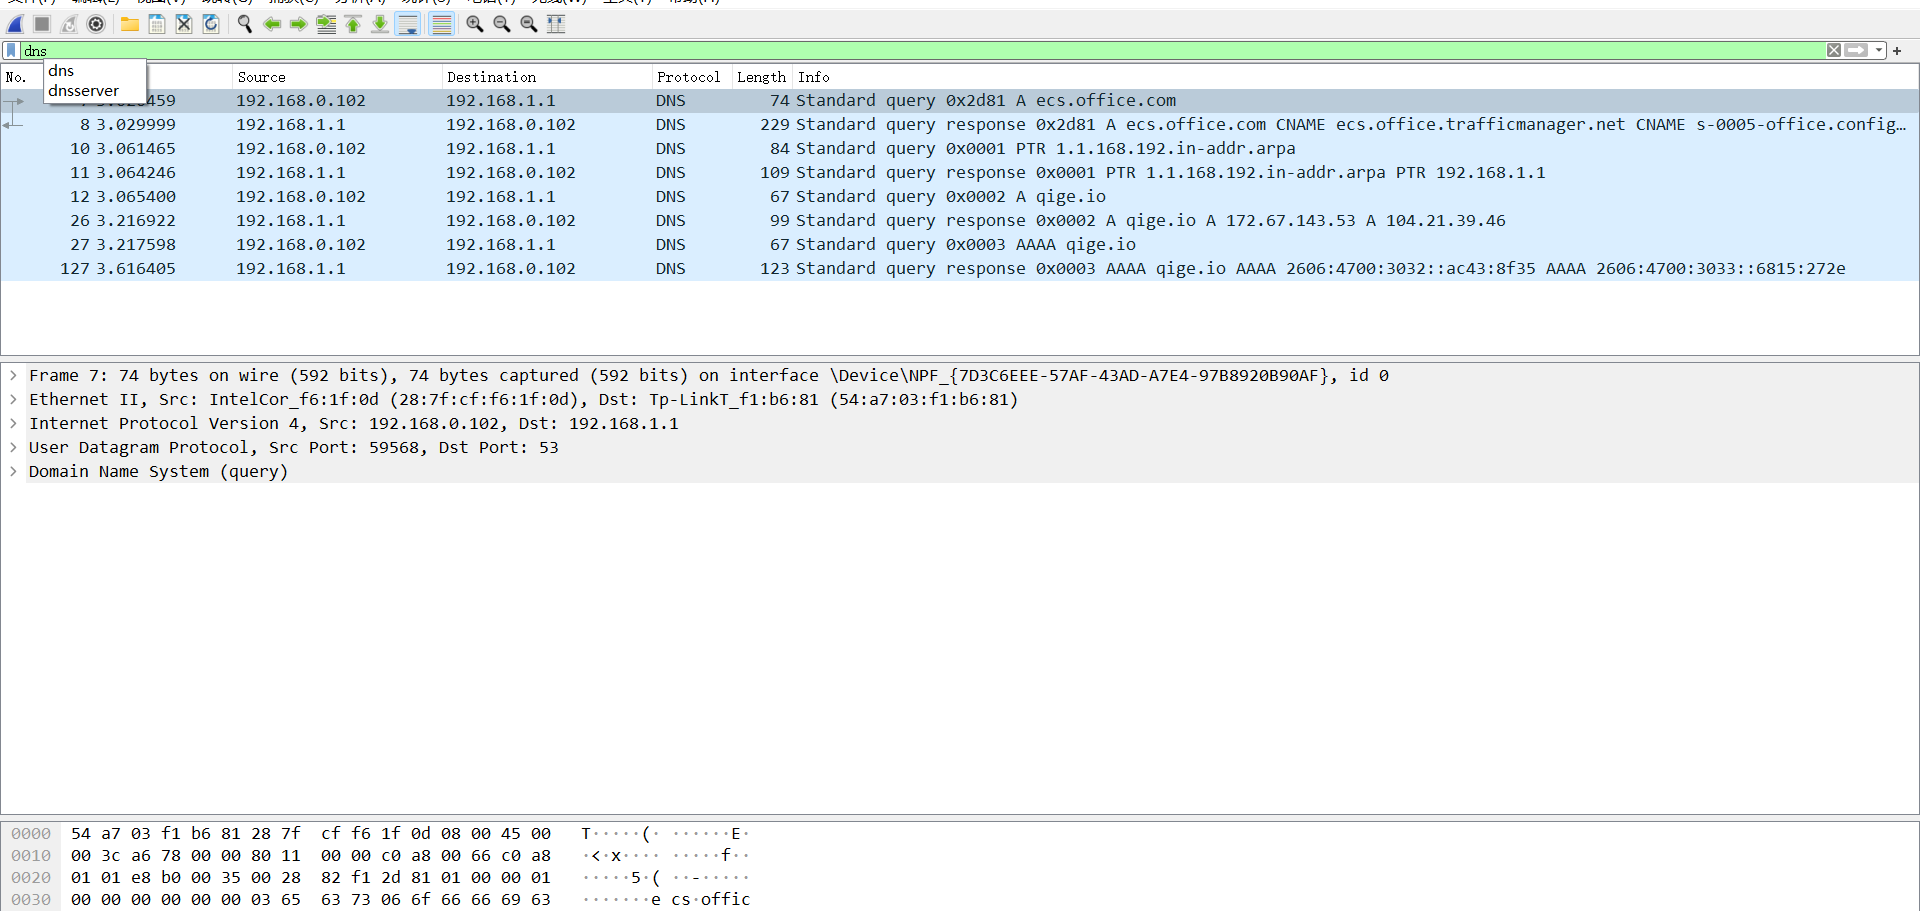 dns
dns
dnsserver
No. Source Destination Protocol Length Info
192.168.0.102 192.168.1.1 DNS 74 Standard query 0x2d81 A ecs.office.com
8 3.029999 192.168.1.1 192.168.0.102 DNS 229 Standard query response 0x2d81 A ecs.office.com CNAME ecs.office.trafficmanager.net CNAME s-0005-office.config…
10 3.061465 192.168.0.102 192.168.1.1 DNS 84 Standard query 0x0001 PTR 1.1.168.192.in-addr.arpa
11 3.064246 192.168.1.1 192.168.0.102 DNS 109 Standard query response 0x0001 PTR 1.1.168.192.in-addr.arpa PTR 192.168.1.1
12 3.065400 192.168.0.102 192.168.1.1 DNS 67 Standard query 0x0002 A qige.io
26 3.216922 192.168.1.1 192.168.0.102 DNS 99 Standard query response 0x0002 A qige.io A 172.67.143.53 A 104.21.39.46
27 3.217598 192.168.0.102 192.168.1.1 DNS 67 Standard query 0x0003 AAAA qige.io
127 3.616405 192.168.1.1 192.168.0.102 DNS 123 Standard query response 0x0003 AAAA qige.io AAAA 2606:4700:3032::ac43:8f35 AAAA 2606:4700:3033::6815:272e
Frame 7: 74 bytes on wire (592 bits), 74 bytes captured (592 bits) on interface \Device\NPF_{7D3C6EEE-57AF-43AD-A7E4-97B8920B90AF}, id 0
Ethernet II, Src: IntelCor_f6:1f:0d (28:7f:cf:f6:1f:0d), Dst: Tp-LinkT_f1:b6:81 (54:a7:03:f1:b6:81)
Internet Protocol Version 4, Src: 192.168.0.102, Dst: 192.168.1.1
User Datagram Protocol, Src Port: 59568, Dst Port: 53
Domain Name System (query)
0000 54 a7 03 f1 b6 81 28 7f cf f6 1f 0d 08 00 45 00 T·····(· ······E·
0010 00 3c a6 78 00 00 80 11 00 00 c0 a8 00 66 c0 a8 ·<·x···· ·····f··
0020 01 01 e8 b0 00 35 00 28 82 f1 2d 81 01 00 00 01 ·····5·( ··-·····
0030 00 00 00 00 00 00 03 65 63 73 06 6f 66 66 69 63 ·······e cs·offic